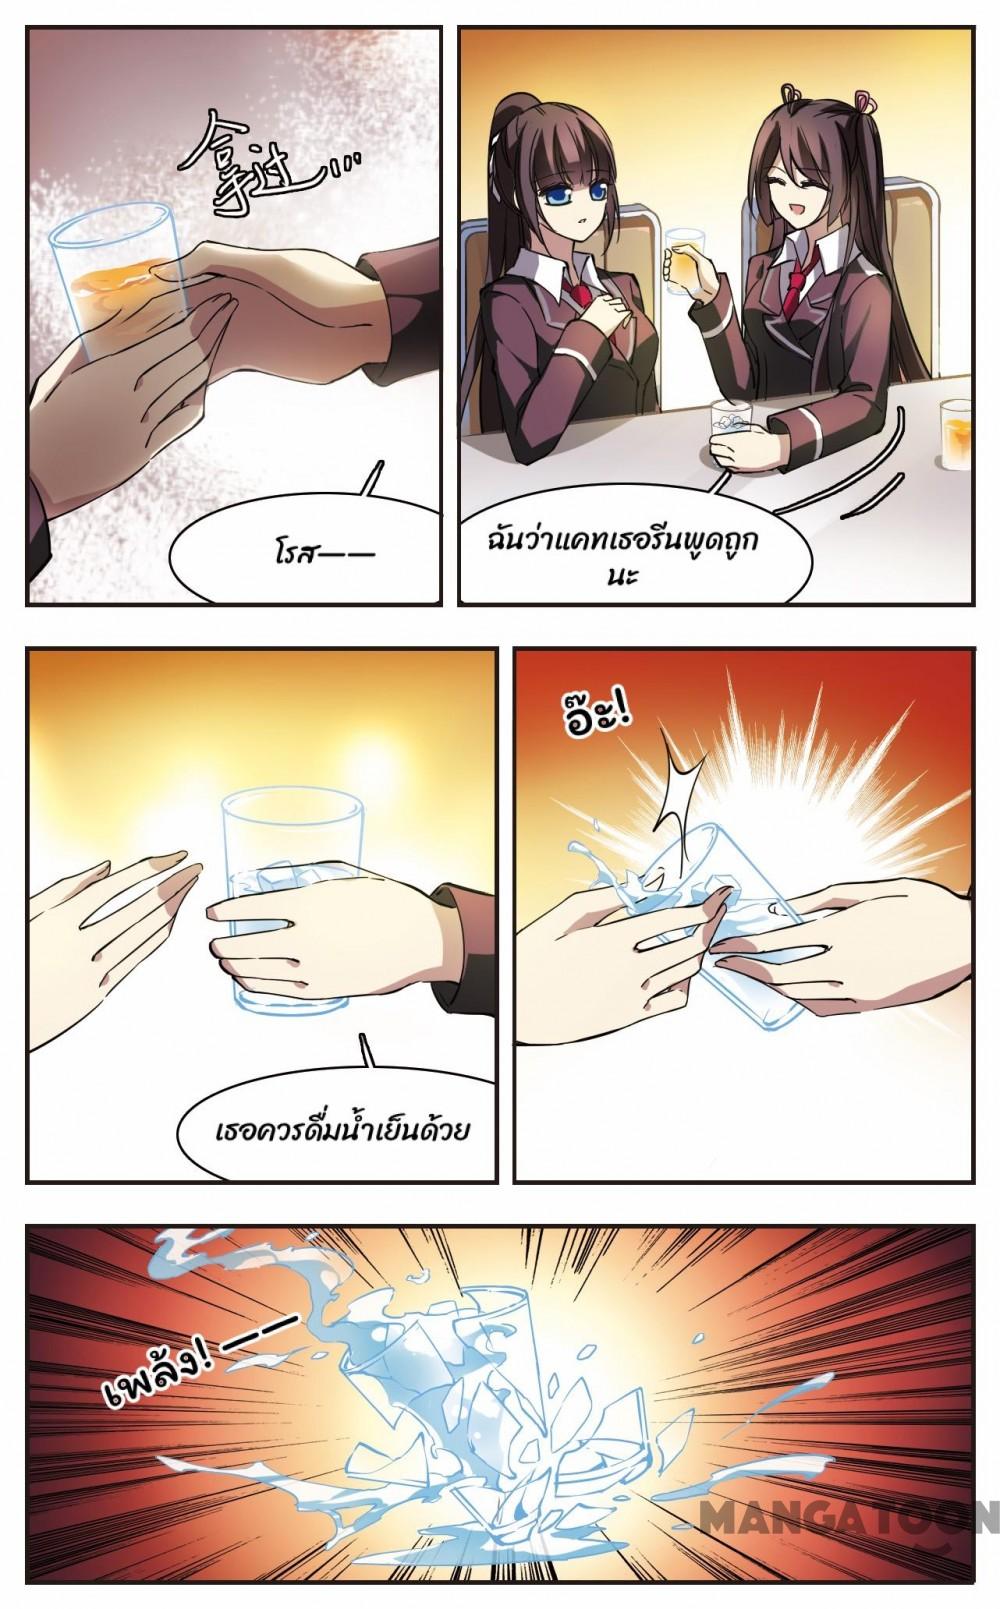 拿过...
โรส——
ฉันว่าแคทเธอรีนพูดถูก
นะ
เธอควรดื่มน้ำเย็นด้วย
อ๊ะ!
เพล้ง! ——
MANGATOON